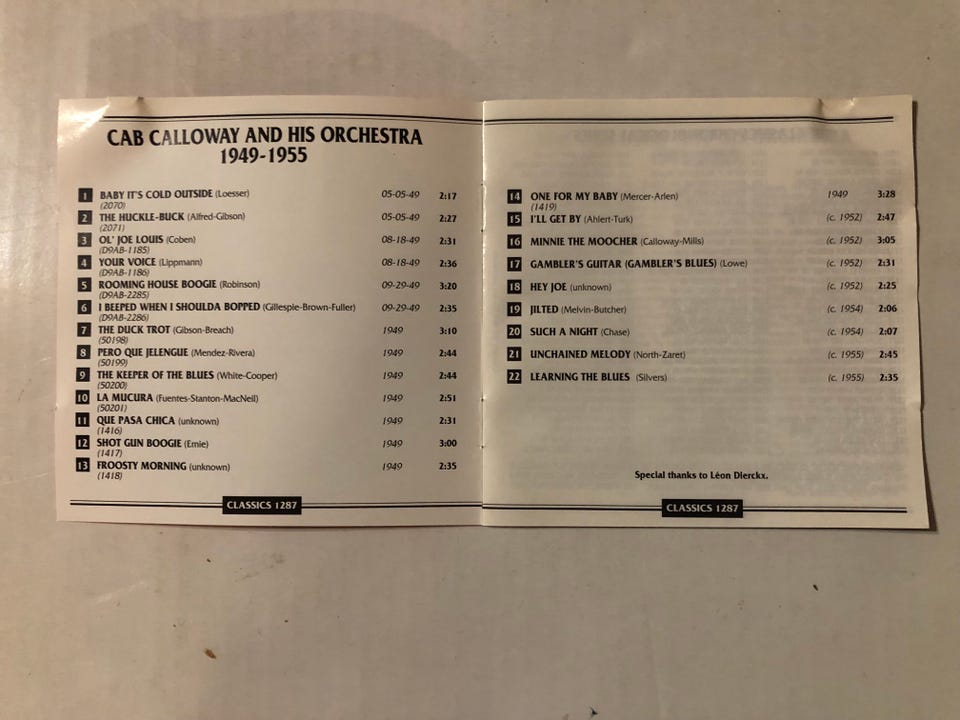 CAB CALLOWAY AND HIS ORCHESTRA
1949-1955
1 BABY IT'S COLD OUTSIDE (Loesser) 05-05-49 2:17
(2070)
2 THE HUCKLE-BUCK (Alfred-Gibson) 05-05-49 2:27
(2071)
3 OL' JOE LOUIS (Coben) 08-18-49 2:31
(D9AB-1185)
4 YOUR VOICE (Lippmann) 08-18-49 2:36
(D9AB-1186)
5 ROOMING HOUSE BOOGIE (Robinson) 09-29-49 3:20
(D9AB-2285)
6 I BEEPED WHEN I SHOULDA BOPPED (Gillespie-Brown-Fuller) 09-29-49 2:35
(D9AB-2286)
7 THE DUCK TROT (Gibson-Breach) 1949 3:10
(50198)
8 PERO QUE JELENGUE (Mendez-Rivera) 1949 2:44
(50199)
9 THE KEEPER OF THE BLUES (White-Cooper) 1949 2:44
(50200)
10 LA MUCURA (Fuentes-Stanton-MacNeil) 1949 2:51
(50201)
11 QUE PASA CHICA (unknown) 1949 2:31
(1416)
12 SHOT GUN BOOGIE (Ernie) 1949 3:00
(1417)
13 FROOSTY MORNING (unknown) 1949 2:35
(1418)
CLASSICS 1287
14 ONE FOR MY BABY (Mercer-Arlen) 1949 3:28
(1419)
15 I'LL GET BY (Ahlert-Turk) (c. 1952) 2:47
16 MINNIE THE MOOCHER (Calloway-Mills) (c. 1952) 3:05
17 GAMBLER'S GUITAR (GAMBLER'S BLUES) (Lowe) (c. 1952) 2:31
18 HEY JOE (unknown) (c. 1952) 2:25
19 JILTED (Melvin-Butcher) (c. 1954) 2:06
20 SUCH A NIGHT (Chase) (c. 1954) 2:07
21 UNCHAINED MELODY (North-Zaret) (c. 1955) 2:45
22 LEARNING THE BLUES (Silvers) (c. 1955) 2:35
Special thanks to Léon Dierckx.
CLASSICS 1287